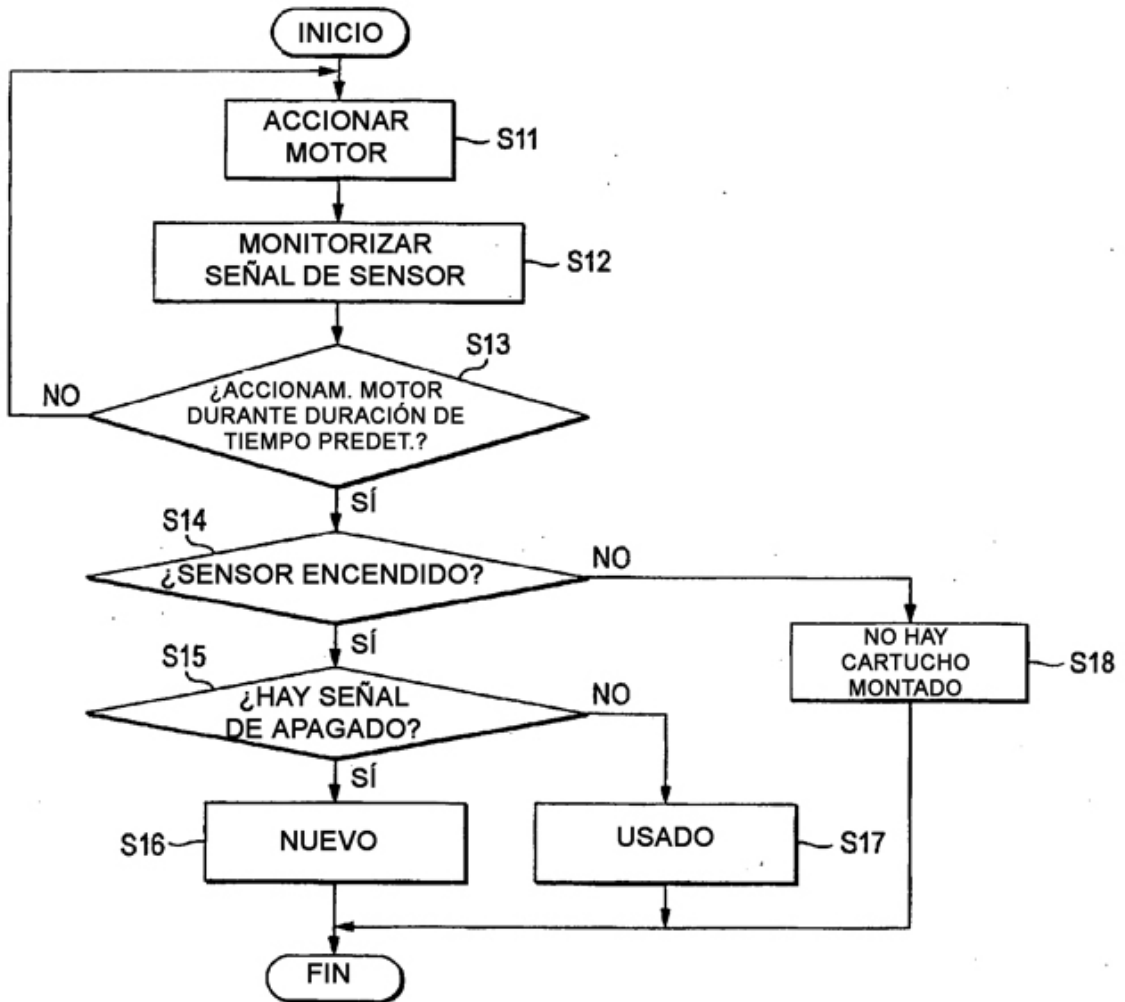 INICIO
ACCIONAR
MOTOR
S11
MONITORIZAR
SEÑAL DE SENSOR
S12
S13
NO
¿ACCIONAM. MOTOR
DURANTE DURACIÓN DE
TIEMPO PREDET.?
SÍ
S14
¿SENSOR ENCENDIDO?
NO
SÍ
NO HAY
CARTUCHO
MONTADO
S18
S15
¿HAY SEÑAL
DE APAGADO?
NO
SÍ
S16
NUEVO
USADO
S17
FIN